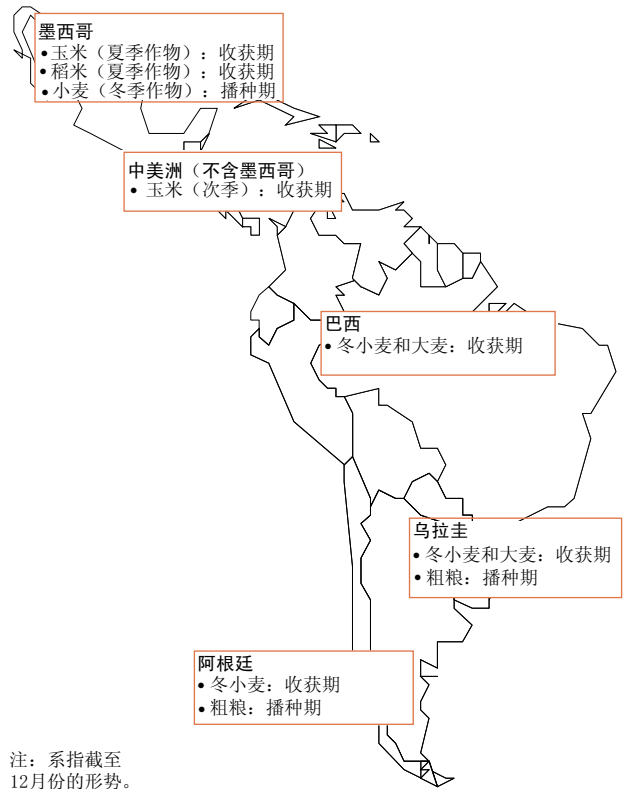 墨西哥
•玉米（夏季作物）：收获期
•稻米（夏季作物）：收获期
•小麦（冬季作物）：播种期
中美洲（不含墨西哥）
• 玉米（次季）：收获期
巴西
• 冬小麦和大麦：收获期
乌拉圭
• 冬小麦和大麦：收获期
• 粗粮：播种期
阿根廷
• 冬小麦：收获期
• 粗粮：播种期
注：系指截至
12月份的形势。